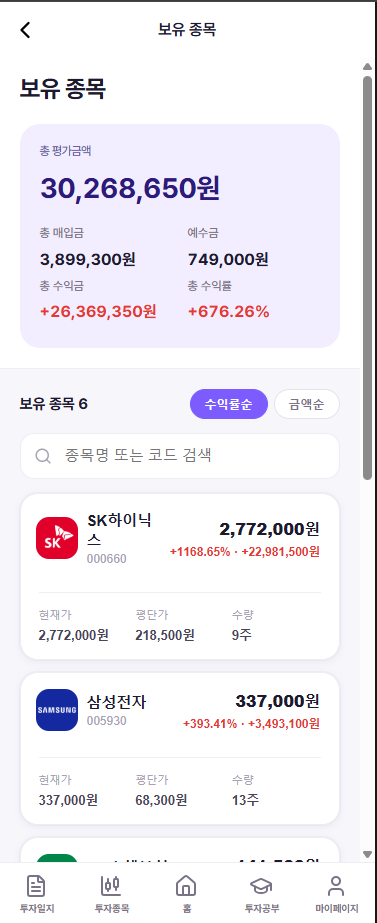 보유 종목
보유 종목
총 평가금액
30,268,650원
총 매입금 예수금
3,899,300원 749,000원
총 수익금 총 수익률
+26,369,350원 +676.26%
보유 종목 6 수익률순 금액순
종목명 또는 코드 검색
SK
SK하이닉
스
000660
2,772,000원
+1168.65% · +22,981,500원
현재가 평단가 수량
2,772,000원 218,500원 9주
SAMSUNG
삼성전자
005930
337,000원
+393.41% · +3,493,100원
현재가 평단가 수량
337,000원 68,300원 13주
투자일지 투자종목 홈 투자공부 마이페이지